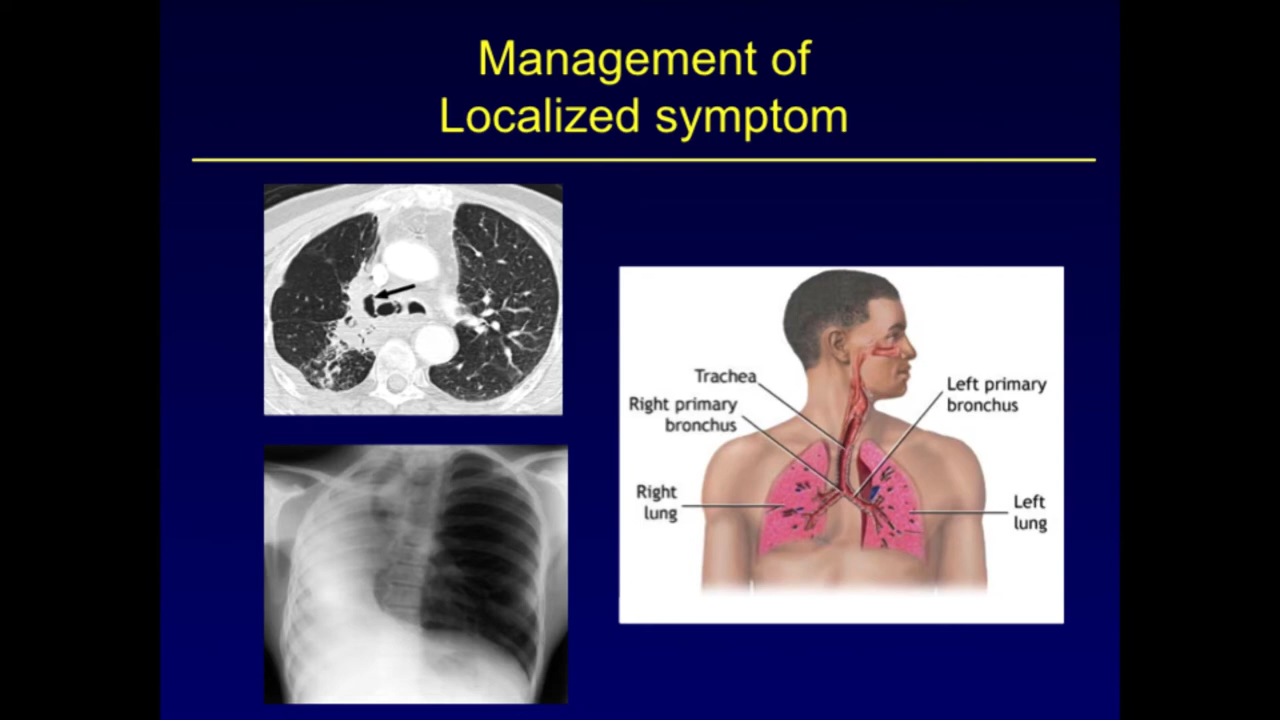 Management of
Localized symptom
Trachea
Right primary
bronchus
Left primary
bronchus
Right
lung
Left
lung